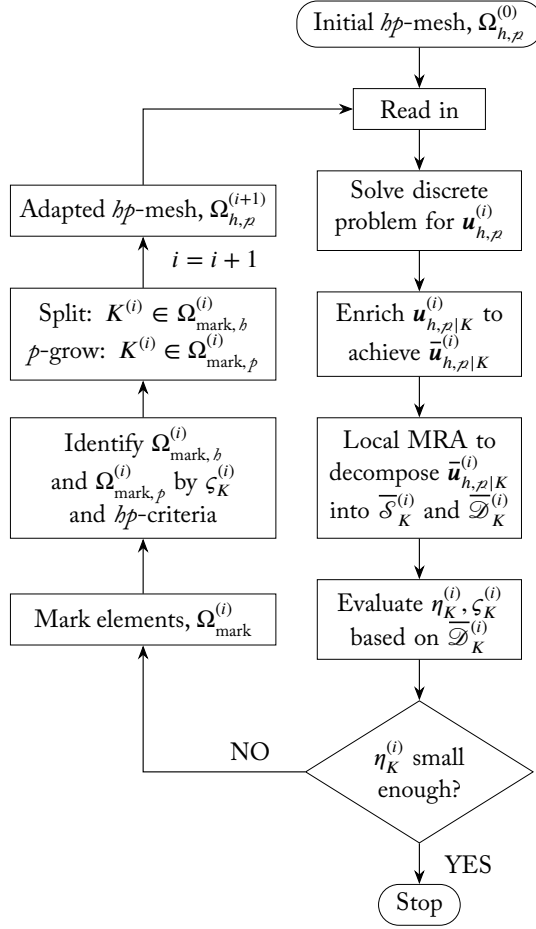 Initial hp-mesh, Ω_{h,p}^{(0)}
Read in
Solve discrete
problem for u_{h,p}^{(i)}
Enrich u_{h,p|K}^{(i)} to
achieve ū_{h,p|K}^{(i)}
Local MRA to
decompose ū_{h,p|K}^{(i)}
into \overline{𝒮}_K^{(i)} and \overline{𝒟}_K^{(i)}
Evaluate η_K^{(i)}, ς_K^{(i)}
based on \overline{𝒟}_K^{(i)}
η_K^{(i)} small
enough?
YES
Stop
NO
Mark elements, Ω_{mark}^{(i)}
Identify Ω_{mark, h}^{(i)}
and Ω_{mark, p}^{(i)} by ς_K^{(i)}
and hp-criteria
Split: K^{(i)} ∈ Ω_{mark, h}^{(i)}
p-grow: K^{(i)} ∈ Ω_{mark, p}^{(i)}
i = i + 1
Adapted hp-mesh, Ω_{h,p}^{(i+1)}